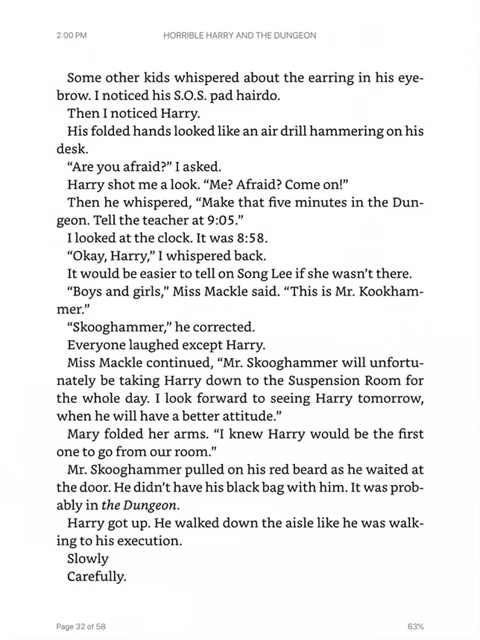 2:00 PM
HORRIBLE HARRY AND THE DUNGEON
Some other kids whispered about the earring in his eye-
brow. I noticed his S.O.S. pad hairdo.
Then I noticed Harry.
His folded hands looked like an air drill hammering on his
desk.
“Are you afraid?” I asked.
Harry shot me a look. “Me? Afraid? Come on!”
Then he whispered, “Make that five minutes in the Dun-
geon. Tell the teacher at 9:05.”
I looked at the clock. It was 8:58.
“Okay, Harry,” I whispered back.
It would be easier to tell on Song Lee if she wasn’t there.
“Boys and girls,” Miss Mackle said. “This is Mr. Kookham-
mer.”
“Skooghammer,” he corrected.
Everyone laughed except Harry.
Miss Mackle continued, “Mr. Skooghammer will unfortu-
nately be taking Harry down to the Suspension Room for
the whole day. I look forward to seeing Harry tomorrow,
when he will have a better attitude.”
Mary folded her arms. “I knew Harry would be the first
one to go from our room.”
Mr. Skooghammer pulled on his red beard as he waited at
the door. He didn’t have his black bag with him. It was prob-
ably in the Dungeon.
Harry got up. He walked down the aisle like he was walk-
ing to his execution.
Slowly
Carefully.
Page 32 of 58
63%